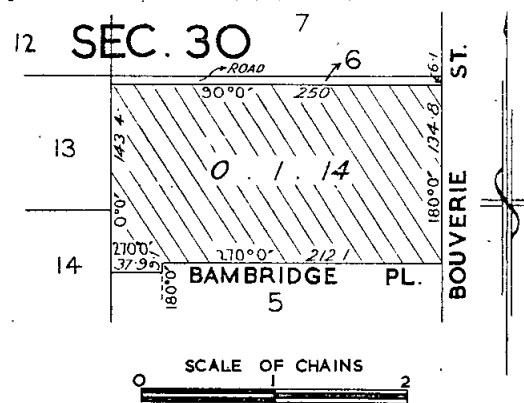 12 SEC. 30 7
ROAD 6 6·1
90°0' 250
13 143·4 0°0'
0 . 1 . 14
134·8 180°0'
BOUVERIE ST.
14 270°0' 37·9 180°0'
270°0' 212·1
BAMBRIDGE PL.
5
SCALE OF CHAINS
0 1 2